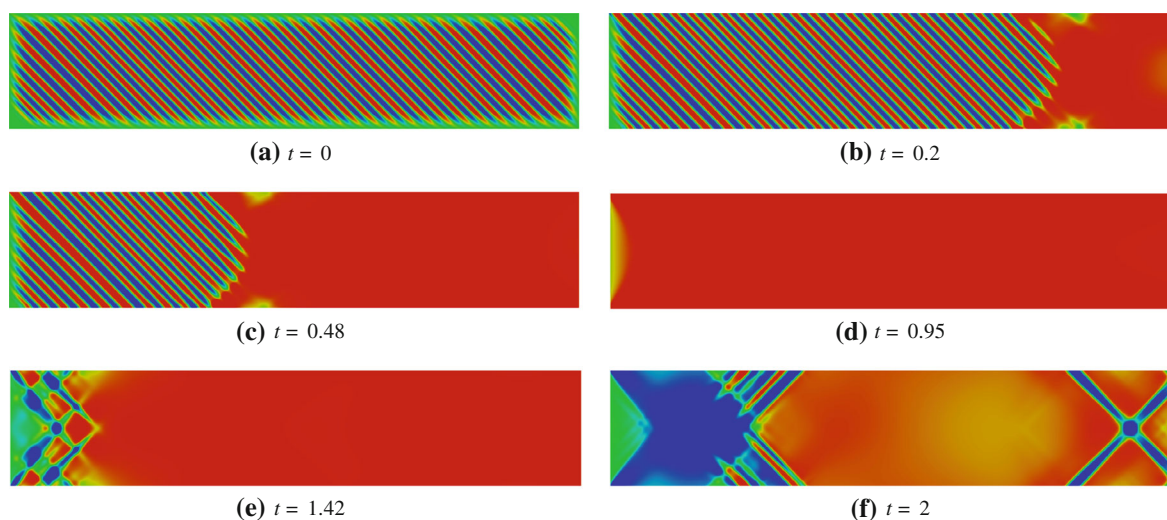 (a) t = 0
(b) t = 0.2
(c) t = 0.48
(d) t = 0.95
(e) t = 1.42
(f) t = 2